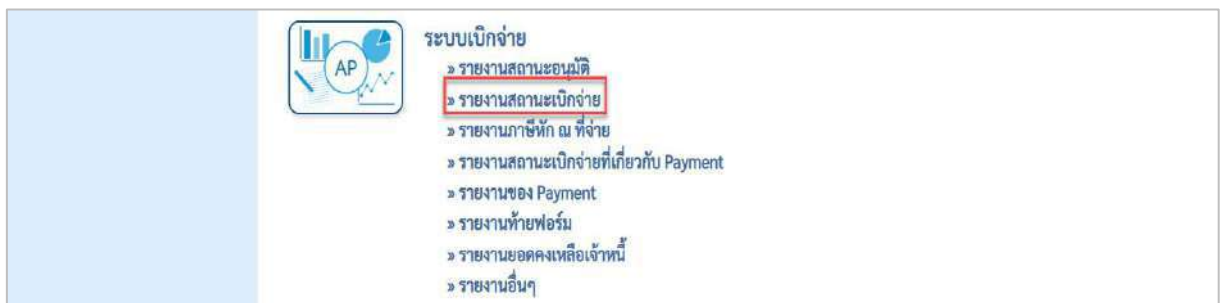 AP
ระบบเบิกจ่าย
» รายงานสถานะอนุมัติ
» รายงานสถานะเบิกจ่าย
» รายงานภาษีหัก ณ ที่จ่าย
» รายงานสถานะเบิกจ่ายที่เกี่ยวกับ Payment
» รายงานของ Payment
» รายงานท้ายฟอร์ม
» รายงานยอดคงเหลือเจ้าหนี้
» รายงานอื่นๆ